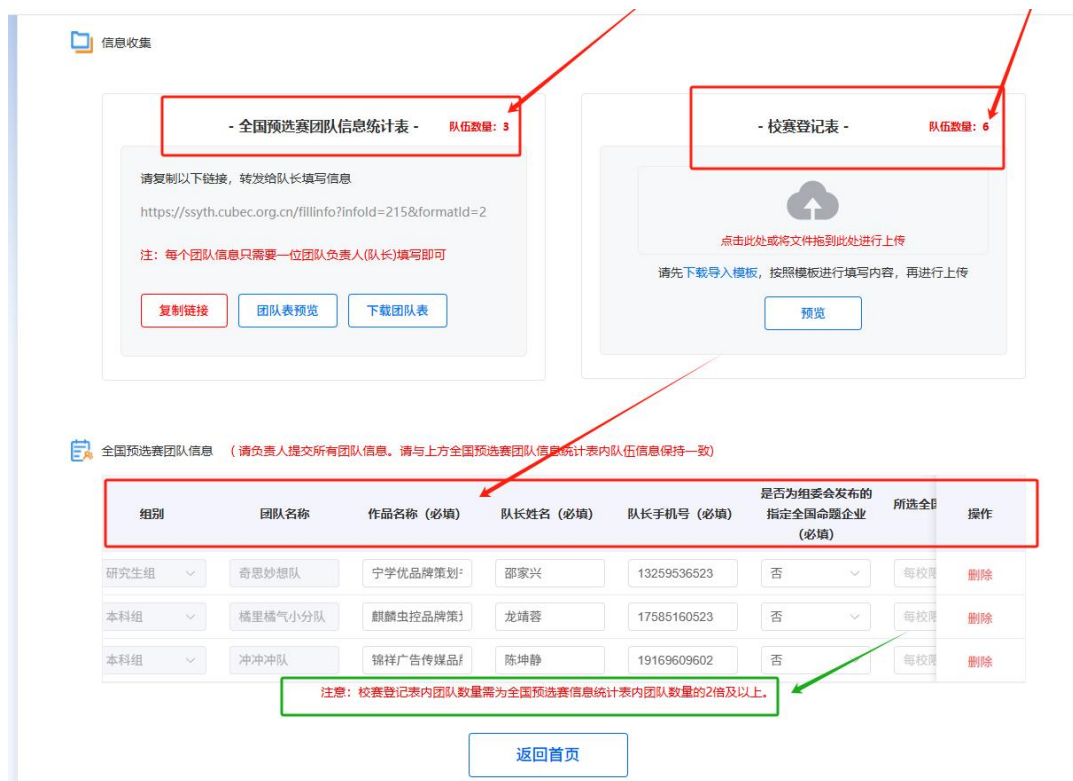 信息收集
- 全国预选赛团队信息统计表 - 队伍数量：3
请复制以下链接，转发给队长填写信息
https://ssyth.cubec.org.cn/fillinfo?infoId=215&formatId=2
注：每个团队信息只需要一位团队负责人(队长)填写即可
复制链接 团队表预览 下载团队表
- 校赛登记表 - 队伍数量：6
点击此处或将文件拖到此处进行上传
请先下载导入模板，按照模板进行填写内容，再进行上传
预览
全国预选赛团队信息 （请负责人提交所有团队信息。请与上方全国预选赛团队信息统计表内队伍信息保持一致)
组别 团队名称 作品名称（必填） 队长姓名（必填） 队长手机号（必填） 是否为组委会发布的指定全国命题企业（必填） 所选全国 操作
研究生组 奇思妙想队 宁学优品牌策划 邵家兴 13259536523 否 每校限 删除
本科组 橘里橘气小分队 麒麟虫控品牌策划 龙靖蓉 17585160523 否 每校限 删除
本科组 冲冲冲队 锦祥广告传媒品 陈坤静 19169609602 否 每校限 删除
注意：校赛登记表内团队数量需为全国预选赛信息统计表内团队数量的2倍及以上。
返回首页